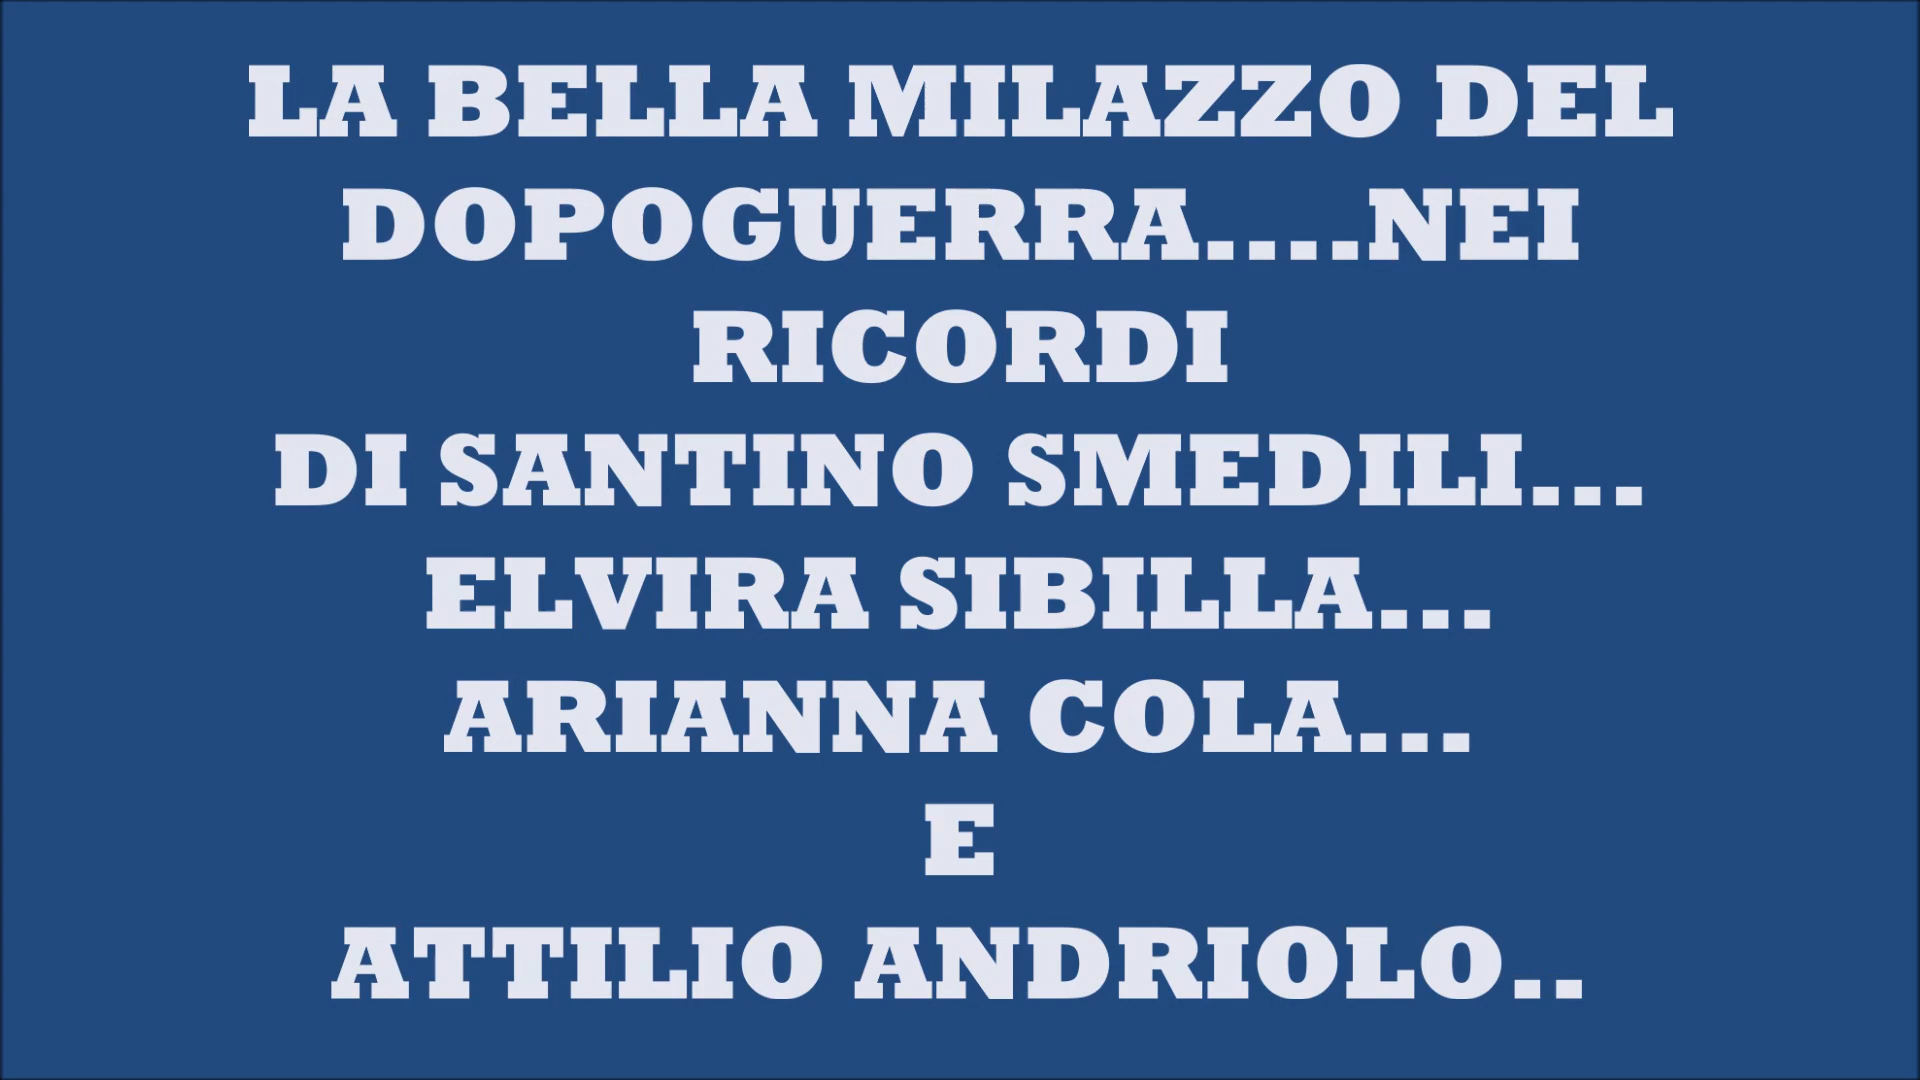 LA BELLA MILAZZO DEL
DOPOGUERRA....NEI
RICORDI
DI SANTINO SMEDILI...
ELVIRA SIBILLA...
ARIANNA COLA...
E
ATTILIO ANDRIOLO..